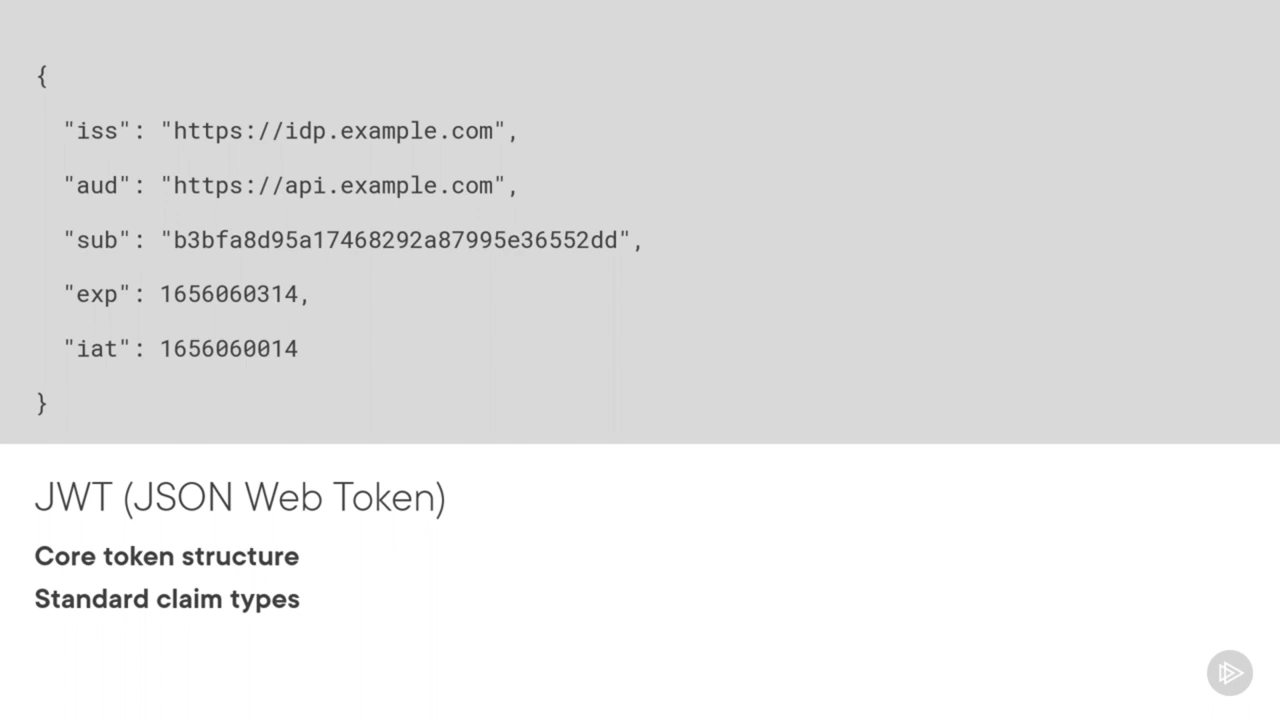 {
"iss": "https://idp.example.com",
"aud": "https://api.example.com",
"sub": "b3bfa8d95a17468292a87995e36552dd",
"exp": 1656060314,
"iat": 1656060014
}
JWT (JSON Web Token)
Core token structure
Standard claim types